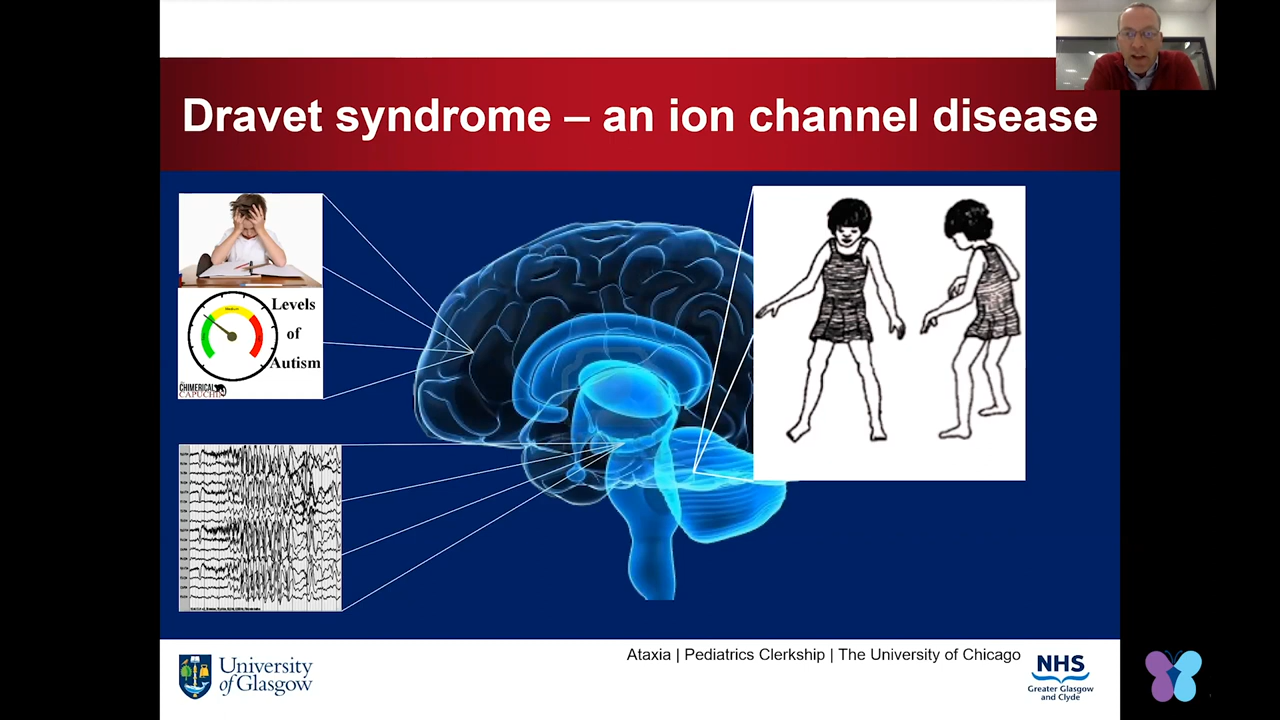 Dravet syndrome – an ion channel disease
Medium
Levels
of
Autism
CHIMERICAL
CAPUCHIN
University
of Glasgow
Ataxia | Pediatrics Clerkship | The University of Chicago
NHS
Greater Glasgow
and Clyde